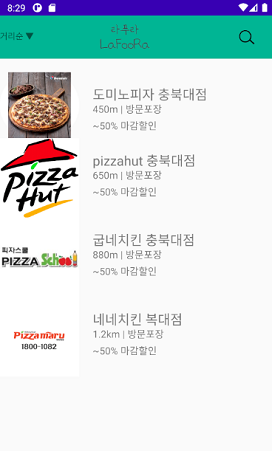 8:29
거리순 ▼
라푸라
LaFooRa
도미노피자 충북대점
450m | 방문포장
~50% 마감할인
Pizza
Hut
pizzahut 충북대점
650m | 방문포장
~50% 마감할인
피자스쿨
PIZZA School
굽네치킨 충북대점
880m | 방문포장
~50% 마감할인
Pizzamaru
1800-1082
네네치킨 복대점
1.2km | 방문포장
~50% 마감할인